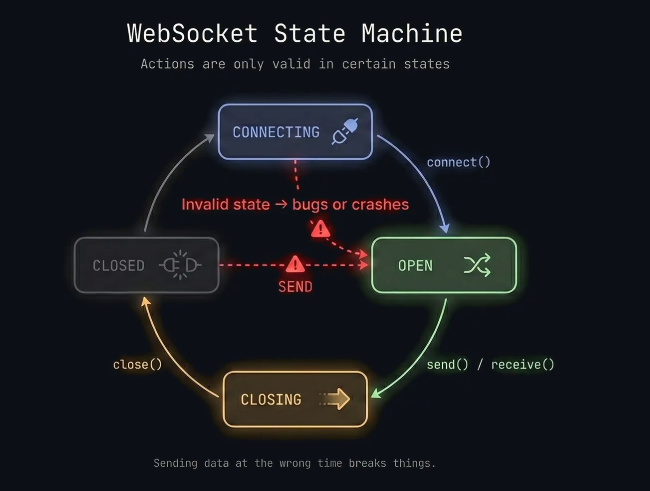 WebSocket State Machine
Actions are only valid in certain states
CONNECTING
connect()
Invalid state → bugs or crashes
CLOSED
OPEN
SEND
close()
send() / receive()
CLOSING
Sending data at the wrong time breaks things.